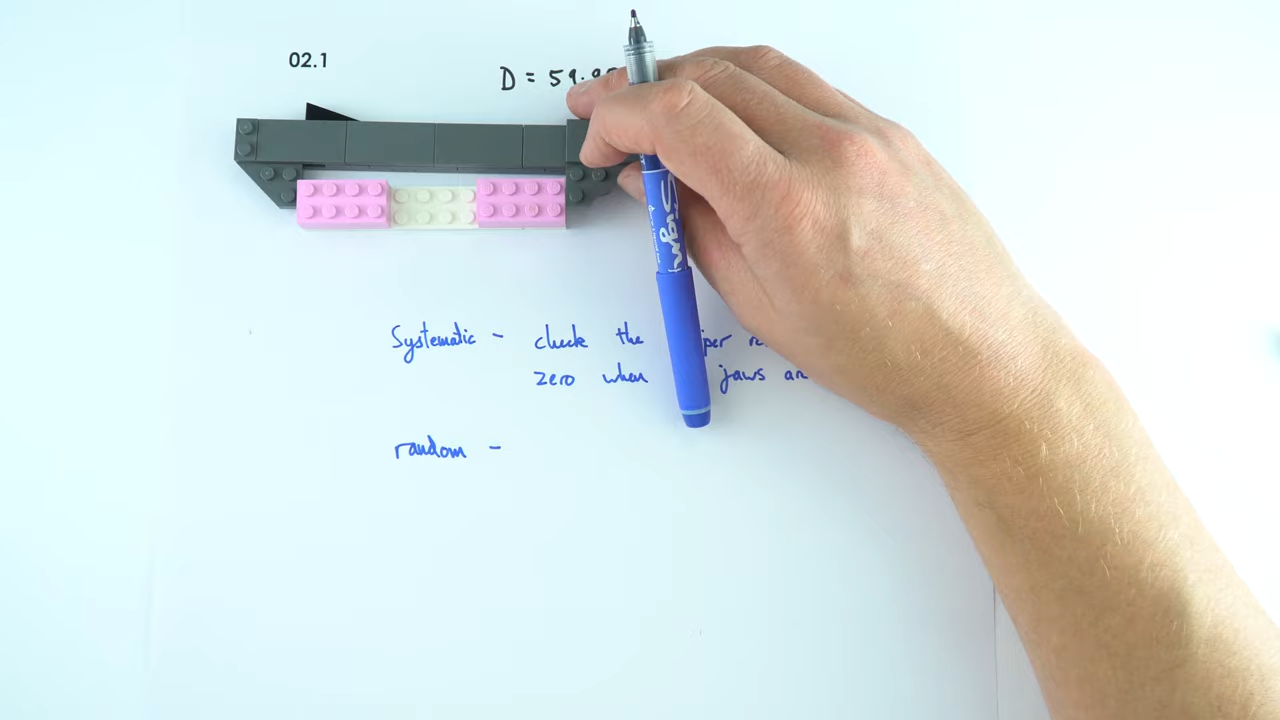 02.1
D = 59.
Systematic - check the
zero when jaws
random -